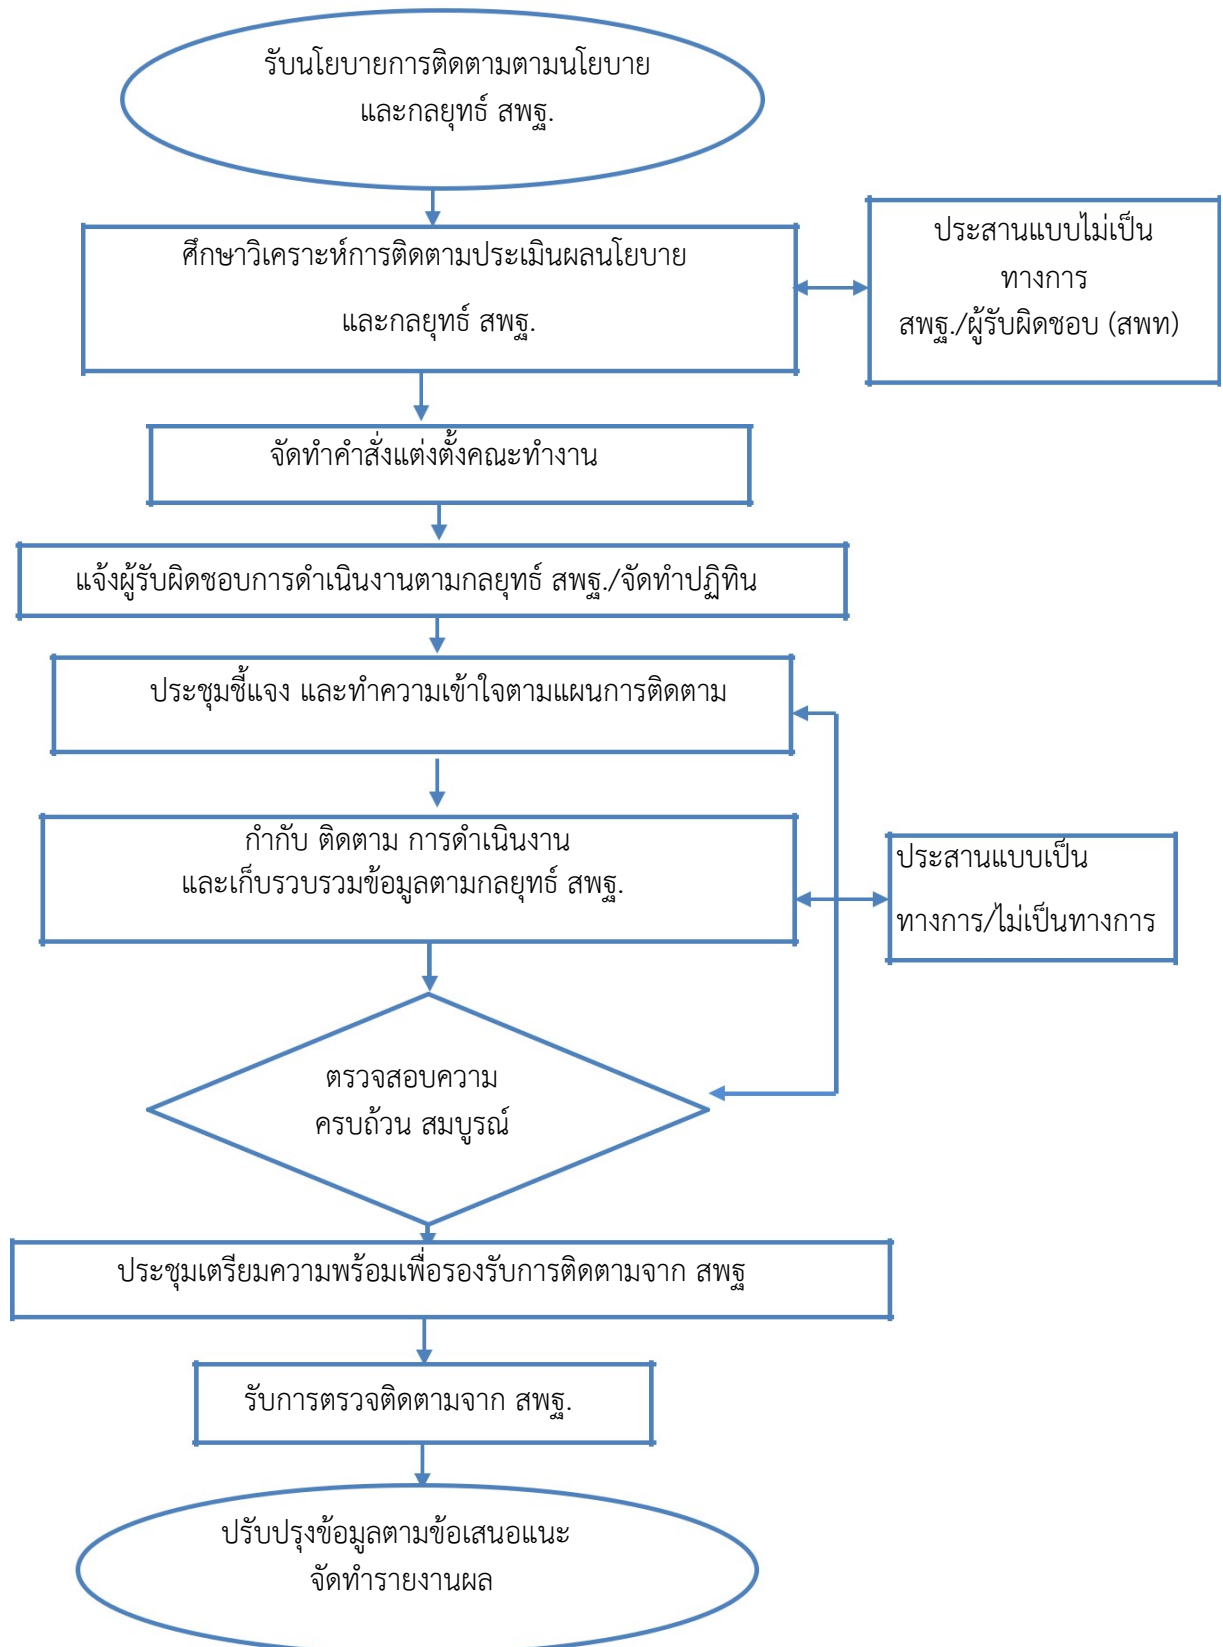 รับนโยบายการติดตามตามนโยบาย
และกลยุทธ์ สพฐ.
ศึกษาวิเคราะห์การติดตามประเมินผลนโยบาย
และกลยุทธ์ สพฐ.
ประสานแบบไม่เป็น
ทางการ
สพฐ./ผู้รับผิดชอบ (สพท)
จัดทำคำสั่งแต่งตั้งคณะทำงาน
แจ้งผู้รับผิดชอบการดำเนินงานตามกลยุทธ์ สพฐ./จัดทำปฏิทิน
ประชุมชี้แจง และทำความเข้าใจตามแผนการติดตาม
กำกับ ติดตาม การดำเนินงาน
และเก็บรวบรวมข้อมูลตามกลยุทธ์ สพฐ.
ประสานแบบเป็น
ทางการ/ไม่เป็นทางการ
ตรวจสอบความ
ครบถ้วน สมบูรณ์
ประชุมเตรียมความพร้อมเพื่อรองรับการติดตามจาก สพฐ
รับการตรวจติดตามจาก สพฐ.
ปรับปรุงข้อมูลตามข้อเสนอแนะ
จัดทำรายงานผล